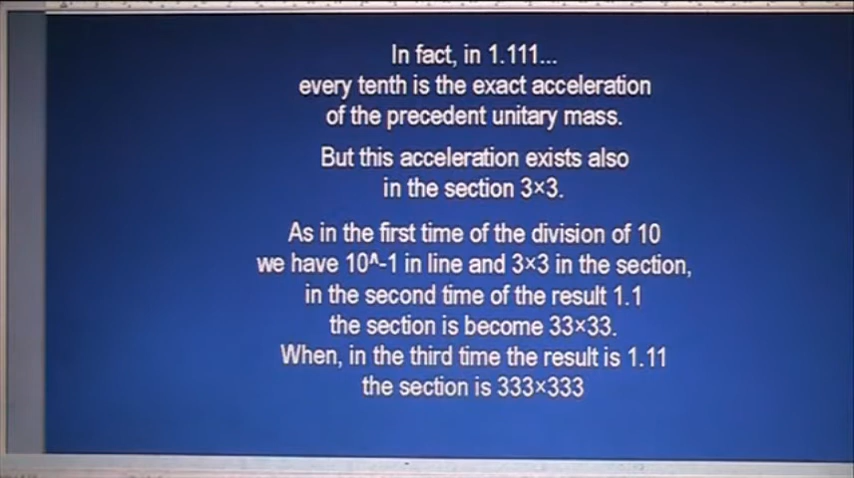 In fact, in 1.111...
every tenth is the exact acceleration
of the precedent unitary mass.
But this acceleration exists also
in the section 3×3.
As in the first time of the division of 10
we have 10^-1 in line and 3×3 in the section,
in the second time of the result 1.1
the section is become 33×33.
When, in the third time the result is 1.11
the section is 333×333